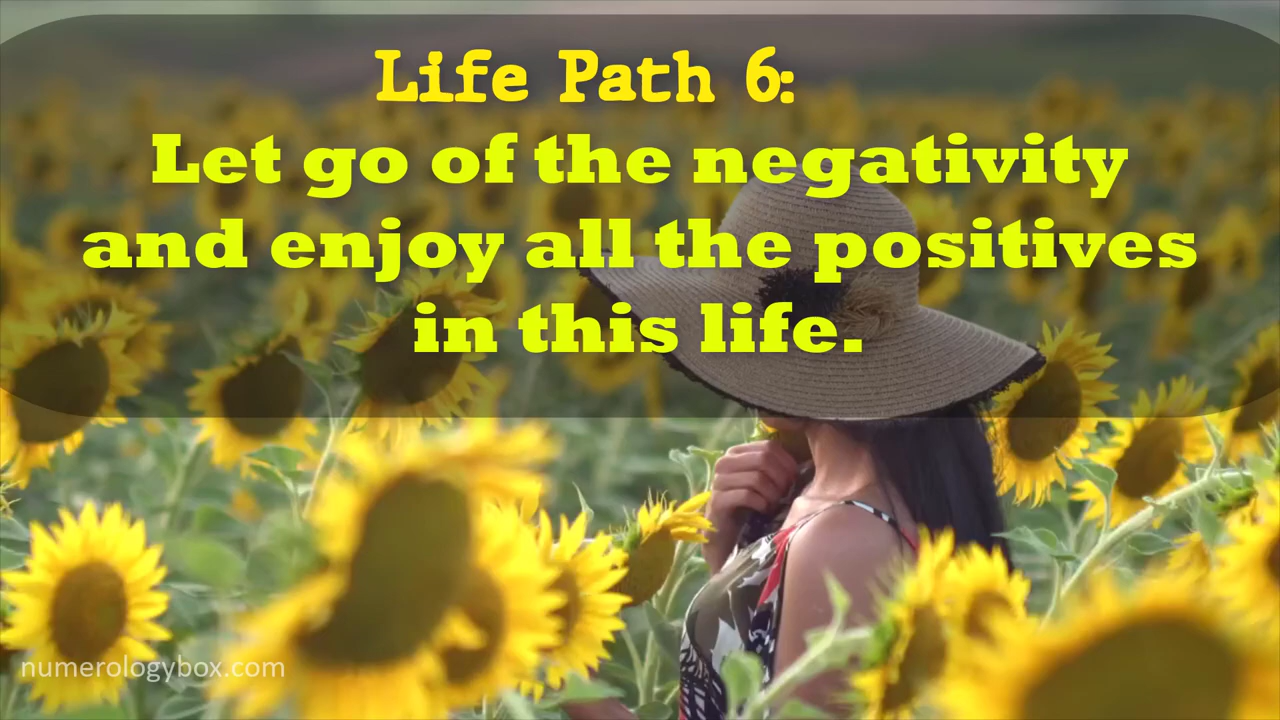 Life Path 6:
Let go of the negativity
and enjoy all the positives
in this life.
numerologybox.com